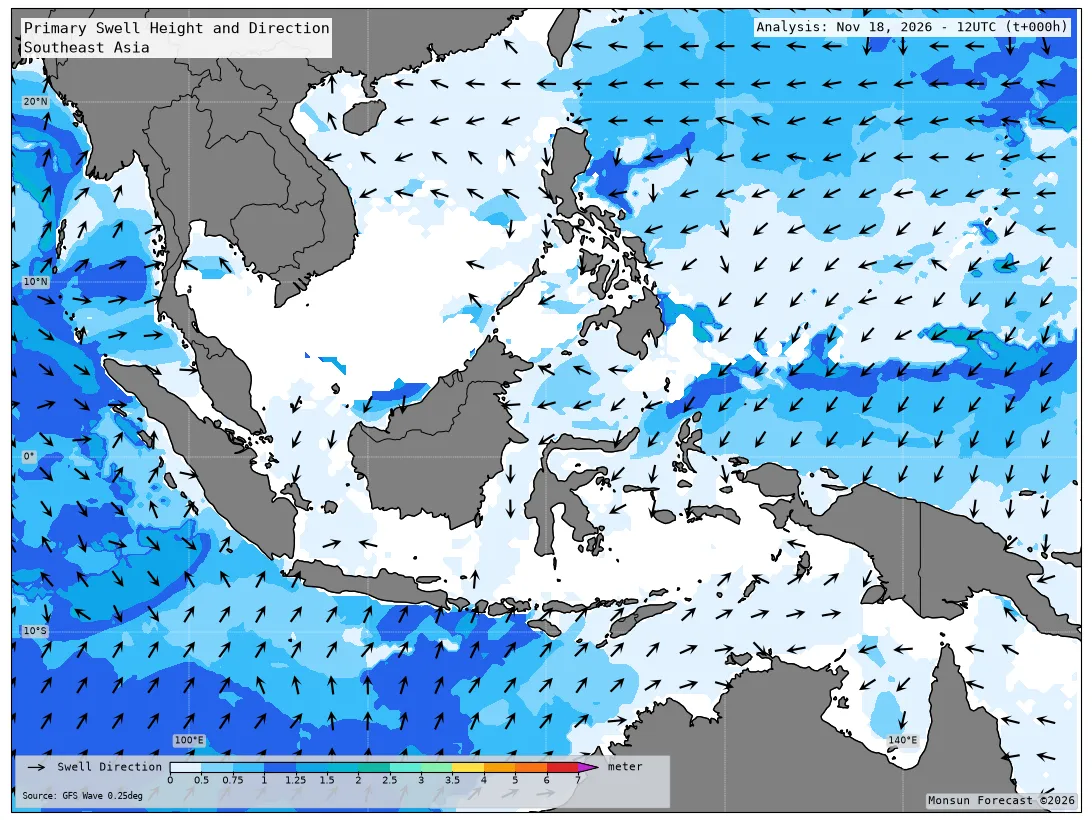 Primary Swell Height and Direction
Southeast Asia
Analysis: Nov 18, 2026 - 12UTC (t+000h)
20°N
10°N
0°
10°S
100°E
140°E
Swell Direction
meter
0 0.5 0.75 1 1.25 1.5 2 2.5 3 3.5 4 5 6 7
Source: GFS Wave 0.25deg
Monsun Forecast ©2026